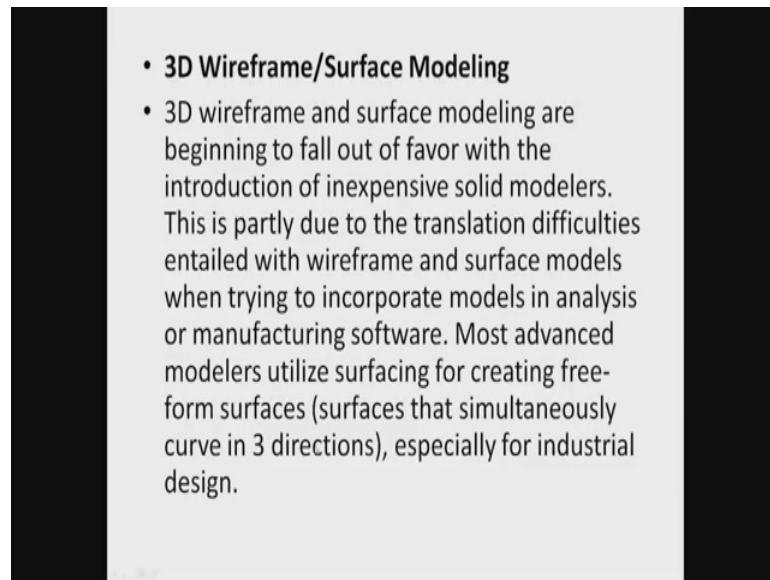 • 3D Wireframe/Surface Modeling
• 3D wireframe and surface modeling are
beginning to fall out of favor with the
introduction of inexpensive solid modelers.
This is partly due to the translation difficulties
entailed with wireframe and surface models
when trying to incorporate models in analysis
or manufacturing software. Most advanced
modelers utilize surfacing for creating free-
form surfaces (surfaces that simultaneously
curve in 3 directions), especially for industrial
design.